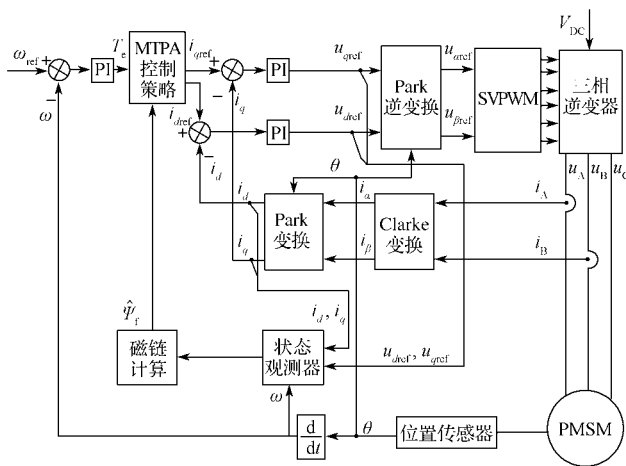 V_DC
ω_ref
+
−
PI
T_e
MTPA
控制
策略
i_qref
+
−
i_q
PI
u_qref
Park
逆变换
u_αref
SVPWM
三相
逆变器
ω
i_dref
+
−
i_d
PI
u_dref
u_βref
θ
u_A
u_B
u_C
i_d
Park
变换
i_α
Clarke
变换
i_A
i_q
i_β
i_B
Ψ̂_f
i_d, i_q
磁链
计算
状态
观测器
u_dref, u_qref
ω
d
dt
θ
位置传感器
PMSM